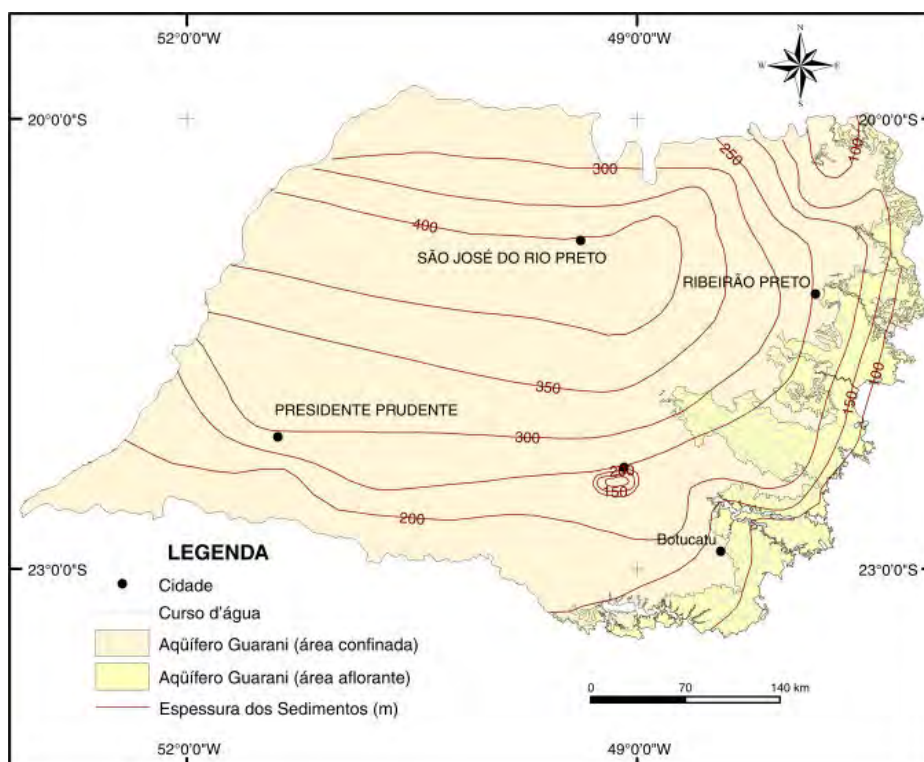 52°0'0"W
49°0'0"W
N
W
E
S
20°0'0"S
20°0'0"S
100
250
300
400
SÃO JOSÉ DO RIO PRETO
RIBEIRÃO PRETO
350
100
150
PRESIDENTE PRUDENTE
300
150
200
Botucatu
LEGENDA
23°0'0"S
23°0'0"S
Cidade
Curso d'água
Aqüífero Guarani (área confinada)
Aqüífero Guarani (área aflorante)
Espessura dos Sedimentos (m)
0
70
140 km
52°0'0"W
49°0'0"W